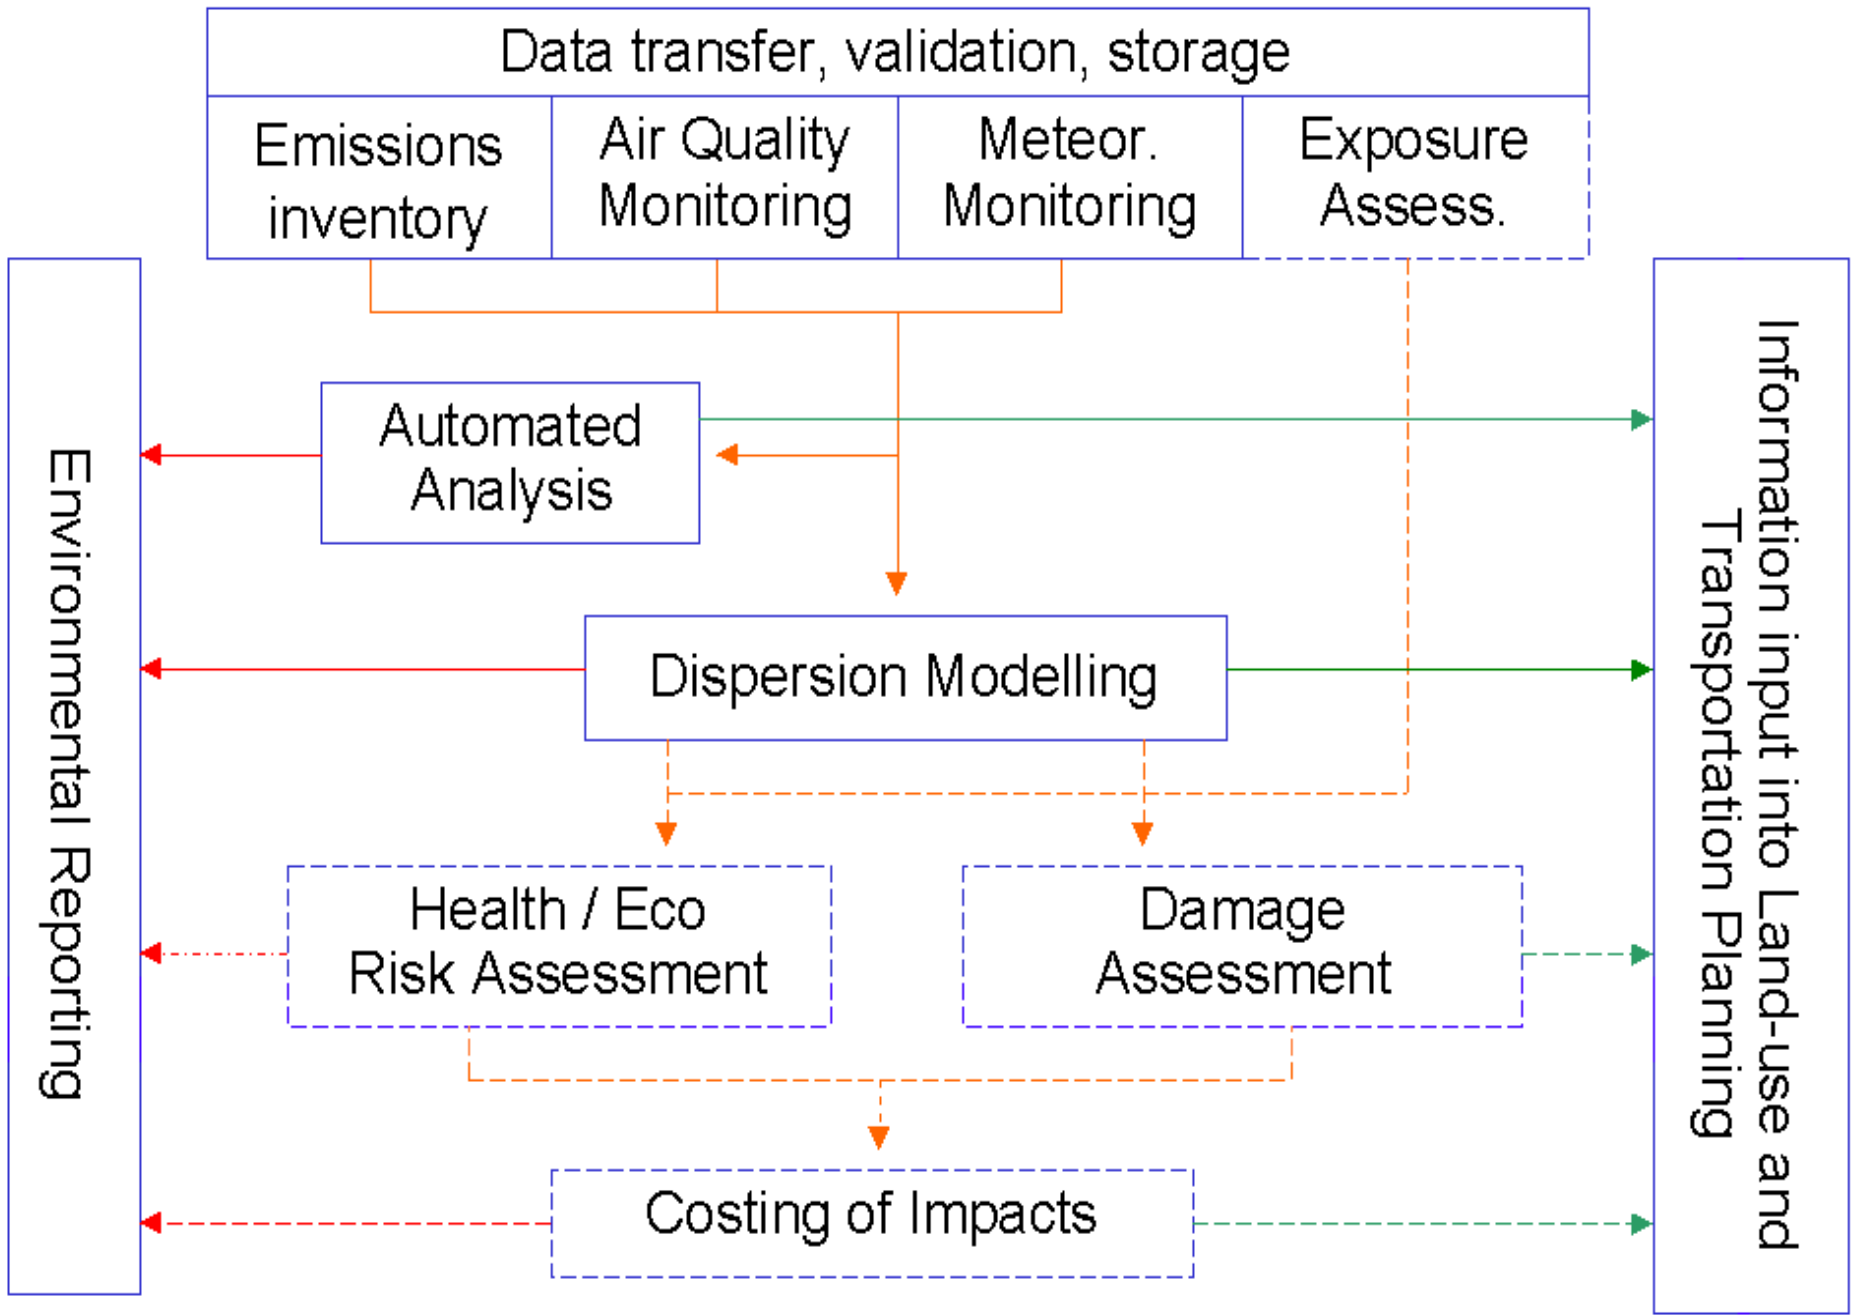 Data transfer, validation, storage
Emissions
inventory
Air Quality
Monitoring
Meteor.
Monitoring
Exposure
Assess.
Automated
Analysis
Environmental Reporting
Information input into Land-use and
Transportation Planning
Dispersion Modelling
Health / Eco
Risk Assessment
Damage
Assessment
Costing of Impacts